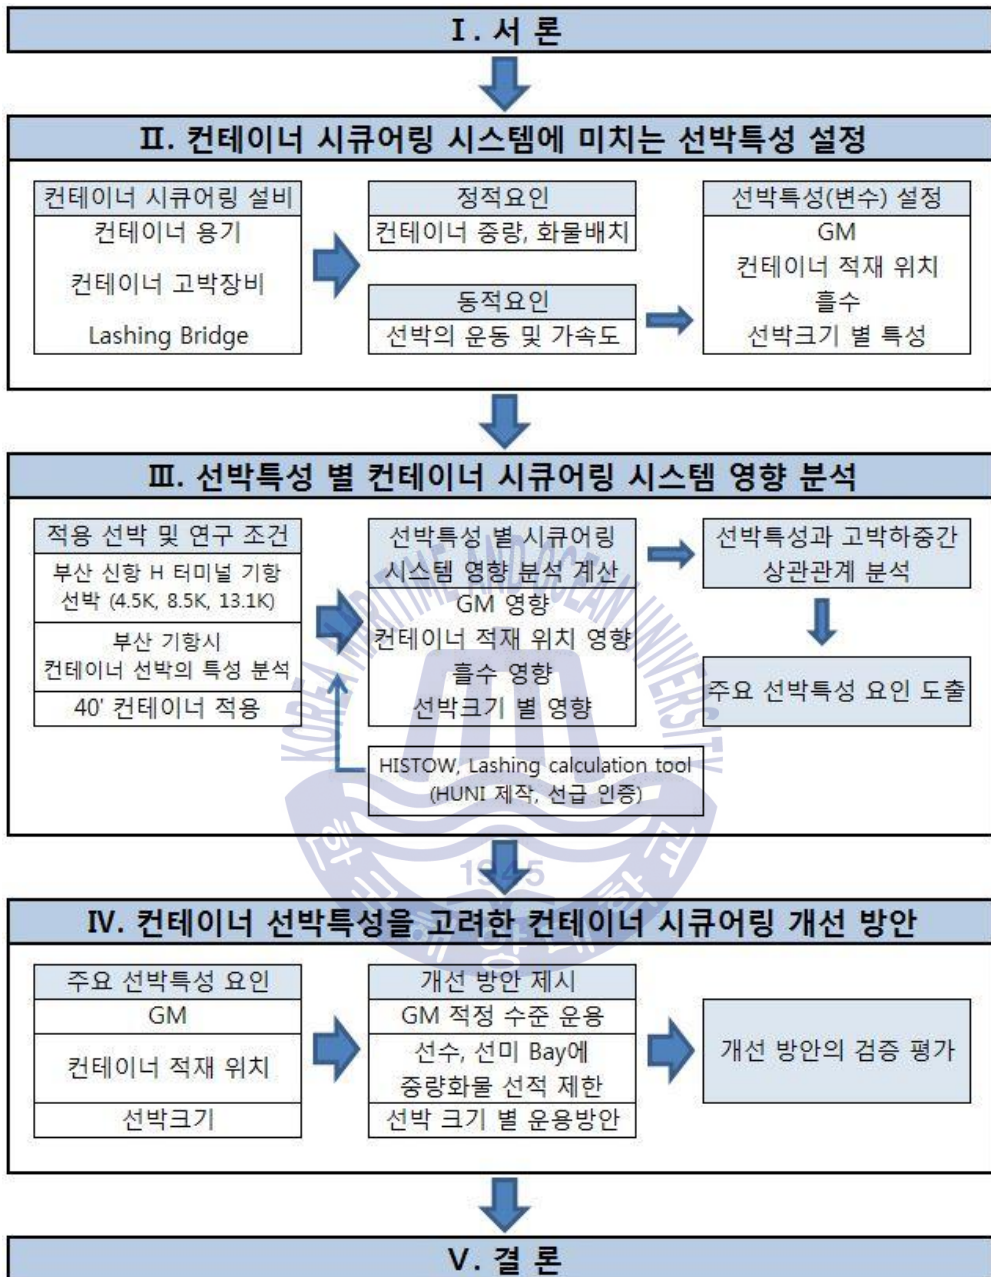 Ⅰ. 서 론
Ⅱ. 컨테이너 시큐어링 시스템에 미치는 선박특성 설정
컨테이너 시큐어링 설비
컨테이너 용기
컨테이너 고박장비
Lashing Bridge
정적요인
컨테이너 중량, 화물배치
동적요인
선박의 운동 및 가속도
선박특성(변수) 설정
GM
컨테이너 적재 위치
흘수
선박크기 별 특성
Ⅲ. 선박특성 별 컨테이너 시큐어링 시스템 영향 분석
적용 선박 및 연구 조건
부산 신항 H 터미널 기항
선박 (4.5K, 8.5K, 13.1K)
부산 기항시
컨테이너 선박의 특성 분석
40' 컨테이너 적용
선박특성 별 시큐어링
시스템 영향 분석 계산
GM 영향
컨테이너 적재 위치 영향
흘수 영향
선박크기 별 영향
HISTOW, Lashing calculation tool
(HUNI 제작, 선급 인증)
선박특성과 고박하중간
상관관계 분석
주요 선박특성 요인 도출
KOREA MARITIME AND OCEAN UNIVERSITY
1945
한국해양대학교
Ⅳ. 컨테이너 선박특성을 고려한 컨테이너 시큐어링 개선 방안
주요 선박특성 요인
GM
컨테이너 적재 위치
선박크기
개선 방안 제시
GM 적정 수준 운용
선수, 선미 Bay에
중량화물 선적 제한
선박 크기 별 운용방안
개선 방안의 검증 평가
Ⅴ. 결 론